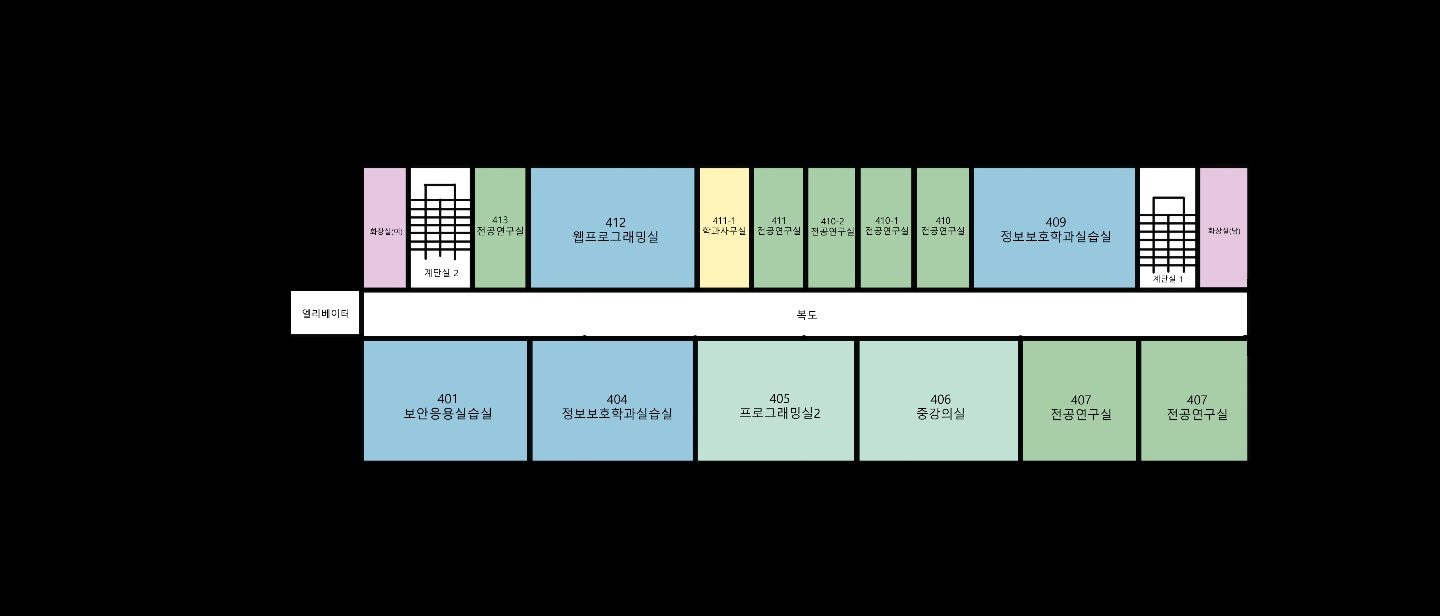 화장실(여)
계단실 2
413
전공연구실
412
웹프로그래밍실
411-1
학과사무실
411
전공연구실
410-2
전공연구실
410-1
전공연구실
410
전공연구실
409
정보보호학과실습실
계단실 1
화장실(남)
엘리베이터
복도
401
보안응용실습실
404
정보보호학과실습실
405
프로그래밍실2
406
중강의실
407
전공연구실
407
전공연구실